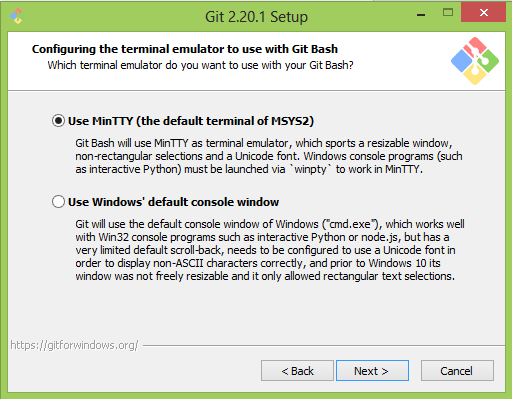 Git 2.20.1 Setup
Configuring the terminal emulator to use with Git Bash
Which terminal emulator do you want to use with your Git Bash?
Use MinTTY (the default terminal of MSYS2)
Git Bash will use MinTTY as terminal emulator, which sports a resizable window,
non-rectangular selections and a Unicode font. Windows console programs (such
as interactive Python) must be launched via `winpty` to work in MinTTY.
Use Windows' default console window
Git will use the default console window of Windows ("cmd.exe"), which works well
with Win32 console programs such as interactive Python or node.js, but has a
very limited default scroll-back, needs to be configured to use a Unicode font in
order to display non-ASCII characters correctly, and prior to Windows 10 its
window was not freely resizable and it only allowed rectangular text selections.
https://gitforwindows.org/
< Back
Next >
Cancel